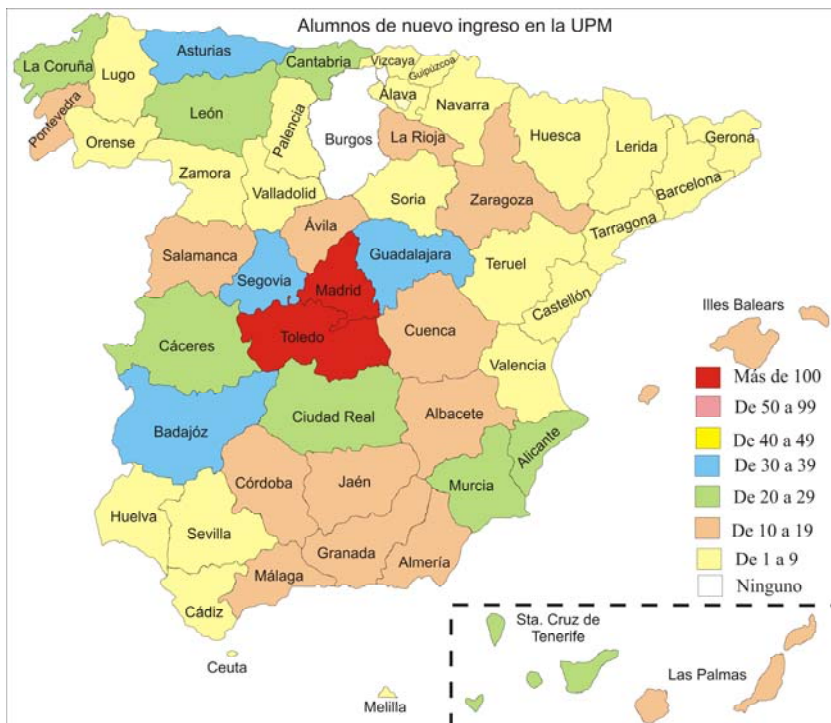 Alumnos de nuevo ingreso en la UPM
La Coruña
Lugo
Asturias
Cantabria
Vizcaya
Guipúzcoa
Álava
Navarra
Pontevedra
Orense
León
Palencia
Burgos
La Rioja
Huesca
Lerida
Gerona
Barcelona
Zamora
Valladolid
Soria
Zaragoza
Tarragona
Salamanca
Ávila
Segovia
Guadalajara
Teruel
Madrid
Castellón
Illes Balears
Cáceres
Toledo
Cuenca
Valencia
Badajóz
Ciudad Real
Albacete
Alicante
Murcia
Córdoba
Jaén
Huelva
Sevilla
Granada
Almería
Málaga
Cádiz
Ceuta
Melilla
Más de 100
De 50 a 99
De 40 a 49
De 30 a 39
De 20 a 29
De 10 a 19
De 1 a 9
Ninguno
Sta. Cruz de
Tenerife
Las Palmas